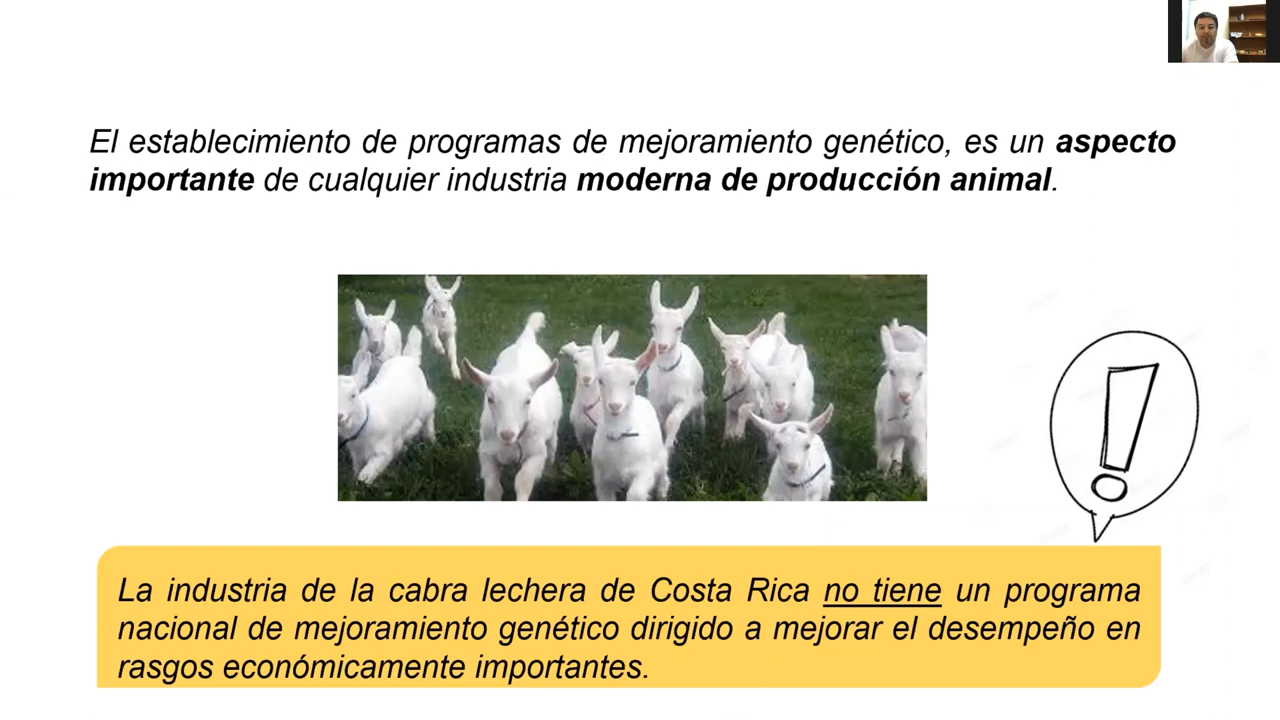 El establecimiento de programas de mejoramiento genético, es un aspecto
importante de cualquier industria moderna de producción animal.
!
La industria de la cabra lechera de Costa Rica no tiene un programa
nacional de mejoramiento genético dirigido a mejorar el desempeño en
rasgos económicamente importantes.